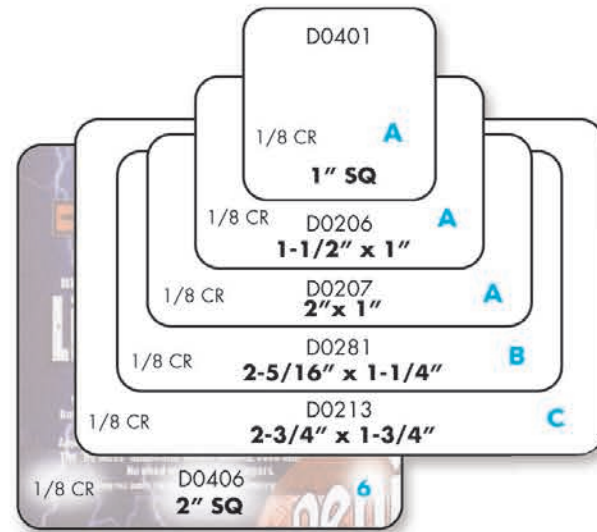 D0401
1/8 CR A
1" SQ
1/8 CR D0206 A
1-1/2" x 1"
1/8 CR D0207 A
2"x 1"
1/8 CR D0281 B
2-5/16" x 1-1/4"
1/8 CR D0213 C
2-3/4" x 1-3/4"
1/8 CR D0406 6
2" SQ